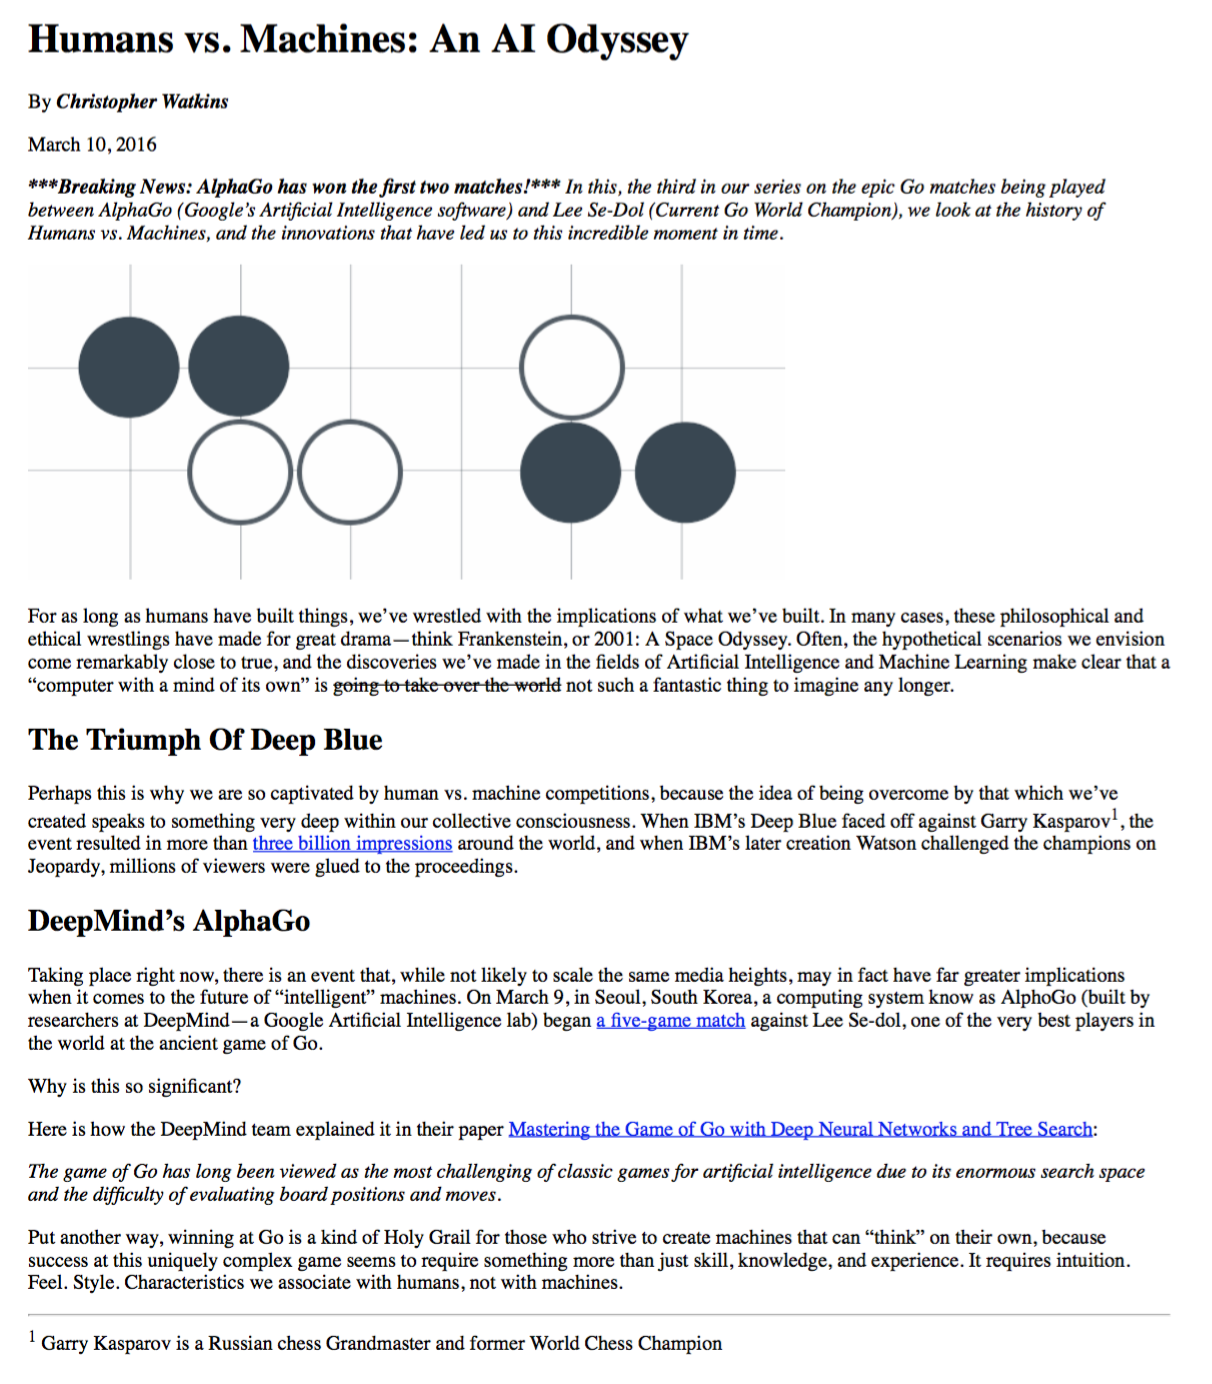 Humans vs. Machines: An AI Odyssey
By Christopher Watkins
March 10, 2016
***Breaking News: AlphaGo has won the first two matches!*** In this, the third in our series on the epic Go matches being played
between AlphaGo (Google’s Artificial Intelligence software) and Lee Se-Dol (Current Go World Champion), we look at the history of
Humans vs. Machines, and the innovations that have led us to this incredible moment in time.
For as long as humans have built things, we’ve wrestled with the implications of what we’ve built. In many cases, these philosophical and
ethical wrestlings have made for great drama—think Frankenstein, or 2001: A Space Odyssey. Often, the hypothetical scenarios we envision
come remarkably close to true, and the discoveries we’ve made in the fields of Artificial Intelligence and Machine Learning make clear that a
“computer with a mind of its own” is going to take over the world not such a fantastic thing to imagine any longer.
The Triumph Of Deep Blue
Perhaps this is why we are so captivated by human vs. machine competitions, because the idea of being overcome by that which we’ve
created speaks to something very deep within our collective consciousness. When IBM’s Deep Blue faced off against Garry Kasparov1, the
event resulted in more than three billion impressions around the world, and when IBM’s later creation Watson challenged the champions on
Jeopardy, millions of viewers were glued to the proceedings.
DeepMind’s AlphaGo
Taking place right now, there is an event that, while not likely to scale the same media heights, may in fact have far greater implications
when it comes to the future of “intelligent” machines. On March 9, in Seoul, South Korea, a computing system know as AlphoGo (built by
researchers at DeepMind—a Google Artificial Intelligence lab) began a five-game match against Lee Se-dol, one of the very best players in
the world at the ancient game of Go.
Why is this so significant?
Here is how the DeepMind team explained it in their paper Mastering the Game of Go with Deep Neural Networks and Tree Search:
The game of Go has long been viewed as the most challenging of classic games for artificial intelligence due to its enormous search space
and the difficulty of evaluating board positions and moves.
Put another way, winning at Go is a kind of Holy Grail for those who strive to create machines that can “think” on their own, because
success at this uniquely complex game seems to require something more than just skill, knowledge, and experience. It requires intuition.
Feel. Style. Characteristics we associate with humans, not with machines.
1 Garry Kasparov is a Russian chess Grandmaster and former World Chess Champion